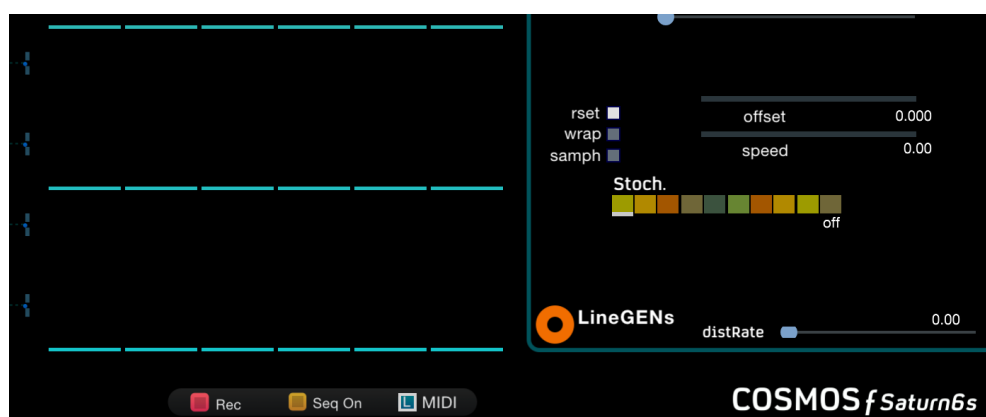 rset
offset 0.000
wrap
samph
speed 0.00
Stoch.
off
LineGENs
distRate 0.00
Rec Seq On L MIDI
COSMOS f Saturn6s